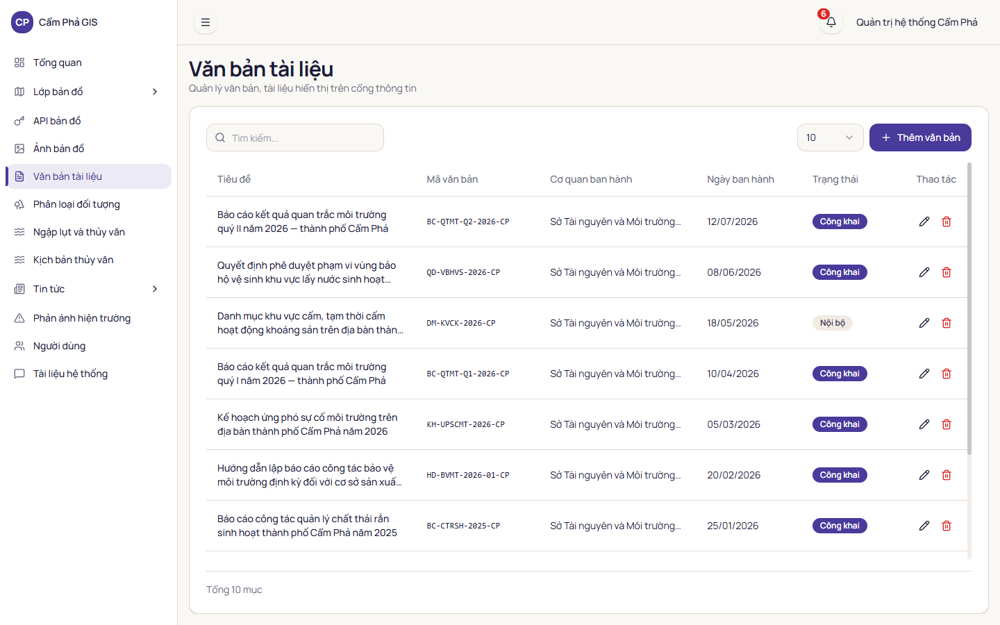 CP Cẩm Phả GIS
6
Quản trị hệ thống Cẩm Phả
Tổng quan
Lớp bản đồ
API bản đồ
Ảnh bản đồ
Văn bản tài liệu
Phân loại đối tượng
Ngập lụt và thủy văn
Kịch bản thủy văn
Tin tức
Phản ánh hiện trường
Người dùng
Tài liệu hệ thống
Văn bản tài liệu
Quản lý văn bản, tài liệu hiển thị trên cổng thông tin
Tìm kiếm...
10
Thêm văn bản
Tiêu đề Mã văn bản Cơ quan ban hành Ngày ban hành Trạng thái Thao tác
Báo cáo kết quả quan trắc môi trường
quý II năm 2026 — thành phố Cẩm Phả
BC-QTMT-Q2-2026-CP Sở Tài nguyên và Môi trường... 12/07/2026 Công khai
Quyết định phê duyệt phạm vi vùng bảo
hộ vệ sinh khu vực lấy nước sinh hoạt...
QD-VBHVS-2026-CP Sở Tài nguyên và Môi trường... 08/06/2026 Công khai
Danh mục khu vực cấm, tạm thời cấm
hoạt động khoáng sản trên địa bàn thàn...
DM-KVCK-2026-CP Sở Tài nguyên và Môi trường... 18/05/2026 Nội bộ
Báo cáo kết quả quan trắc môi trường
quý I năm 2026 — thành phố Cẩm Phả
BC-QTMT-Q1-2026-CP Sở Tài nguyên và Môi trường... 10/04/2026 Công khai
Kế hoạch ứng phó sự cố môi trường trên
địa bàn thành phố Cẩm Phả năm 2026
KH-UPSCMT-2026-CP Sở Tài nguyên và Môi trường... 05/03/2026 Công khai
Hướng dẫn lập báo cáo công tác bảo vệ
môi trường định kỳ đối với cơ sở sản xuấ...
HD-BVMT-2026-01-CP Sở Tài nguyên và Môi trường... 20/02/2026 Công khai
Báo cáo công tác quản lý chất thải rắn
sinh hoạt thành phố Cẩm Phả năm 2025
BC-CTRSH-2025-CP Sở Tài nguyên và Môi trường... 25/01/2026 Công khai
Tổng 10 mục